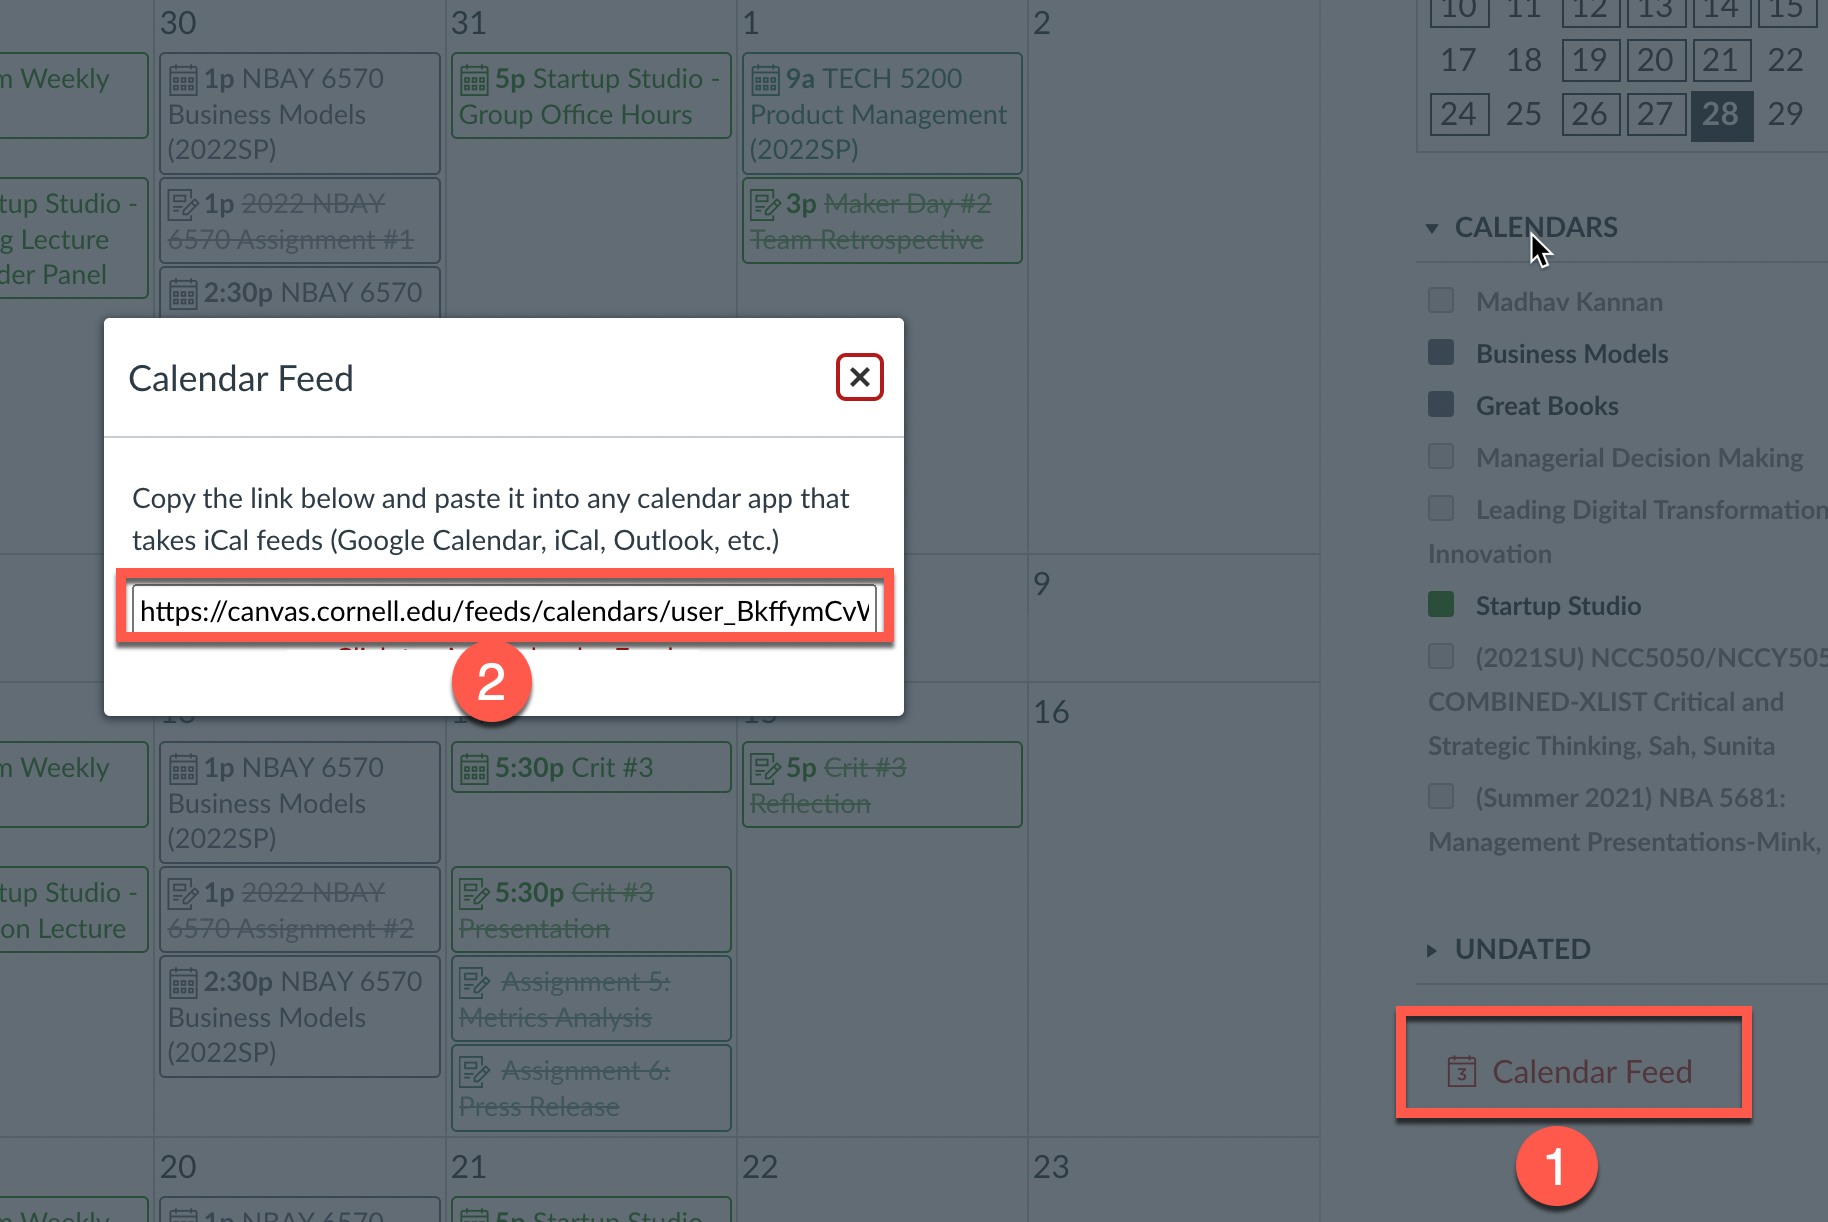 30
31
1
2
m Weekly
1p NBAY 6570
Business Models
(2022SP)
5p Startup Studio -
Group Office Hours
9a TECH 5200
Product Management
(2022SP)
tup Studio -
g Lecture
der Panel
1p 2022 NBAY
6570 Assignment #1
3p Maker Day #2
Team Retrospective
2:30p NBAY 6570
Calendar Feed
Copy the link below and paste it into any calendar app that
takes iCal feeds (Google Calendar, iCal, Outlook, etc.)
https://canvas.cornell.edu/feeds/calendars/user_BkffymCvV
2
9
16
m Weekly
1p NBAY 6570
Business Models
(2022SP)
5:30p Crit #3
5p Crit #3
Reflection
tup Studio -
on Lecture
1p 2022 NBAY
6570 Assignment #2
5:30p Crit #3
Presentation
2:30p NBAY 6570
Business Models
(2022SP)
Assignment 5:
Metrics Analysis
Assignment 6:
Press Release
20
21
22
23
m Weekly
1p NBAY 6570
5p Startup Studio
10 11 12 13 14 15
17 18 19 20 21 22
24 25 26 27 28 29
CALENDARS
Madhav Kannan
Business Models
Great Books
Managerial Decision Making
Leading Digital Transformation
Innovation
Startup Studio
(2021SU) NCC5050/NCCY505
COMBINED-XLIST Critical and
Strategic Thinking, Sah, Sunita
(Summer 2021) NBA 5681:
Management Presentations-Mink,
UNDATED
3 Calendar Feed
1